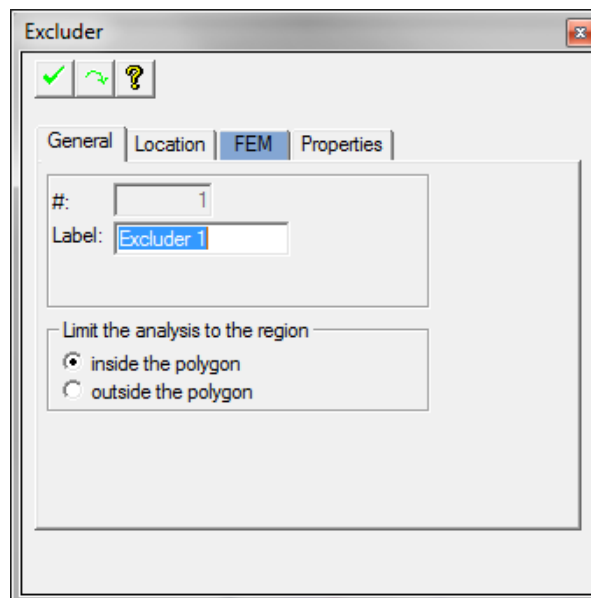 Excluder
General Location FEM Properties
#: 1
Label: Excluder 1
Limit the analysis to the region
inside the polygon
outside the polygon